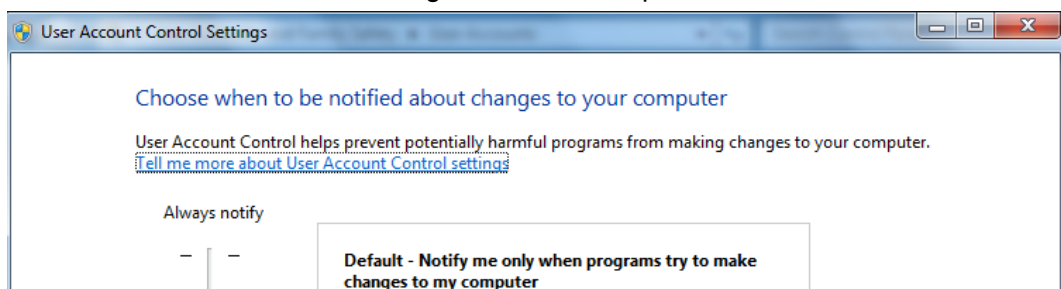 User Account Control Settings
Choose when to be notified about changes to your computer
User Account Control helps prevent potentially harmful programs from making changes to your computer.
Tell me more about User Account Control settings
Always notify
Default - Notify me only when programs try to make
changes to my computer